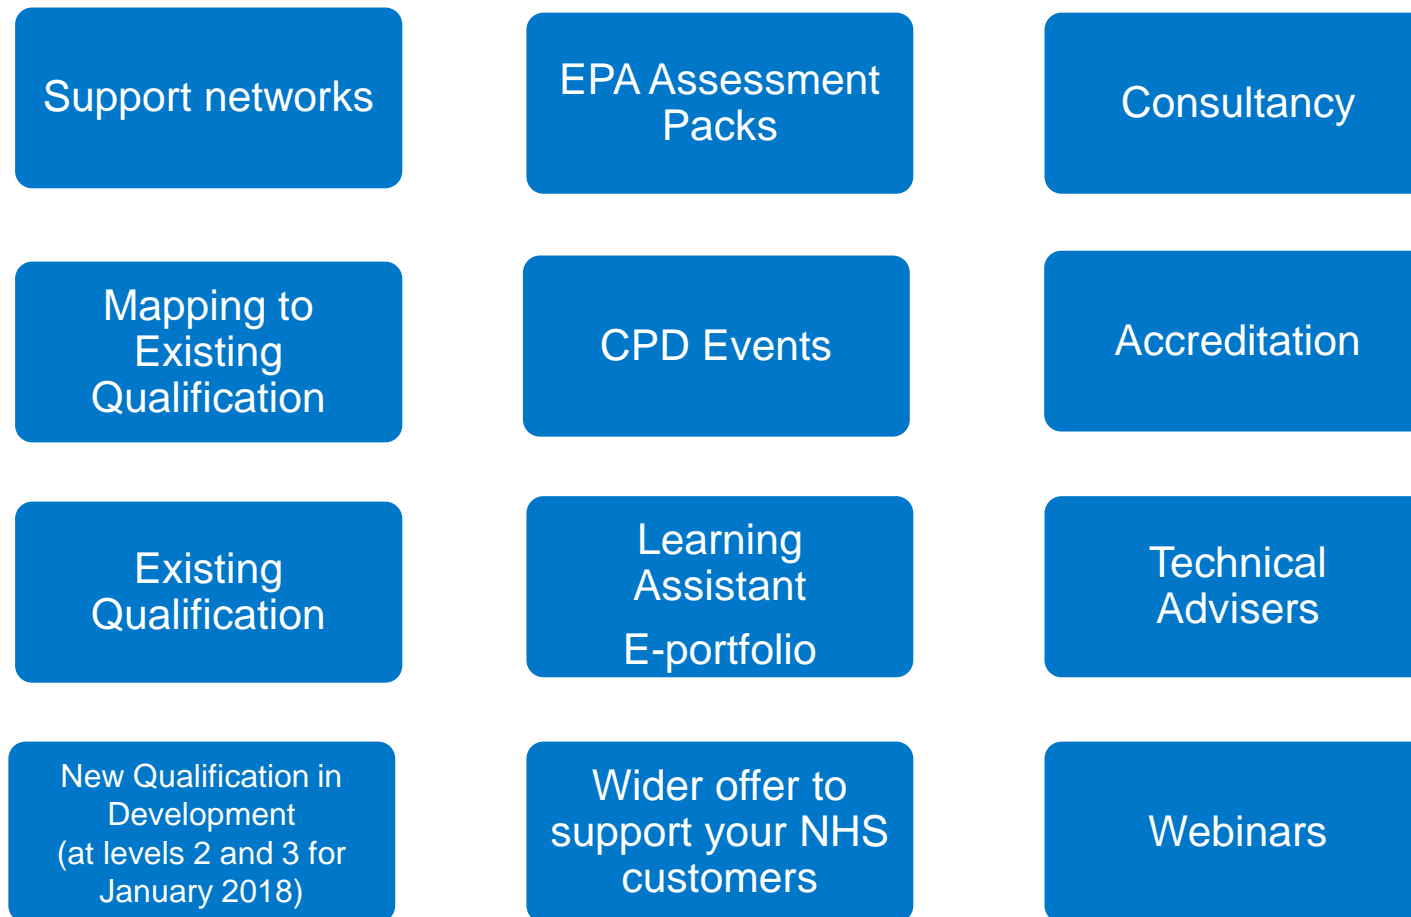 Support networks
EPA Assessment
Packs
Consultancy
Mapping to
Existing
Qualification
CPD Events
Accreditation
Existing
Qualification
Learning
Assistant
E-portfolio
Technical
Advisers
New Qualification in
Development
(at levels 2 and 3 for
January 2018)
Wider offer to
support your NHS
customers
Webinars